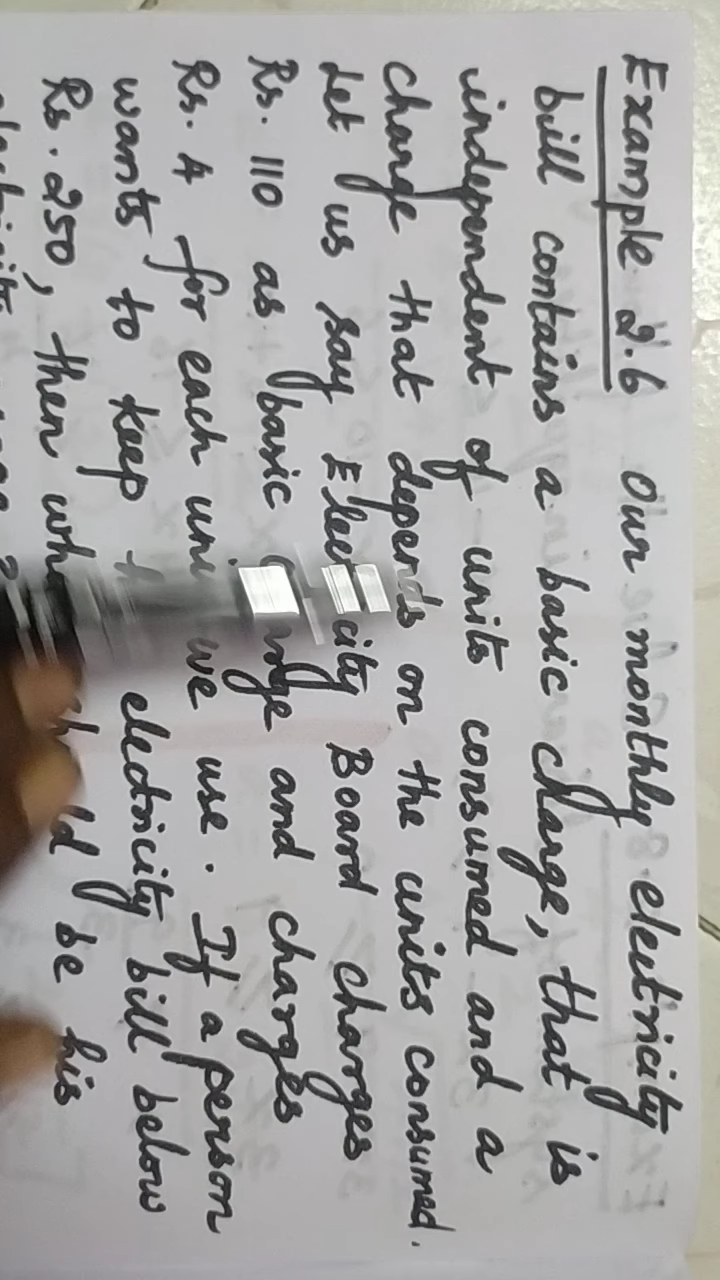 Example 2.6 Our monthly electricity
bill contains a basic charge, that is
independent of units consumed and a
charge that depends on the units consumed.
Let us say Electricity Board charges
Rs. 110 as basic charge and charges
Rs. 4 for each unit we use. If a person
wants to keep electricity bill below
Rs. 250, then be his